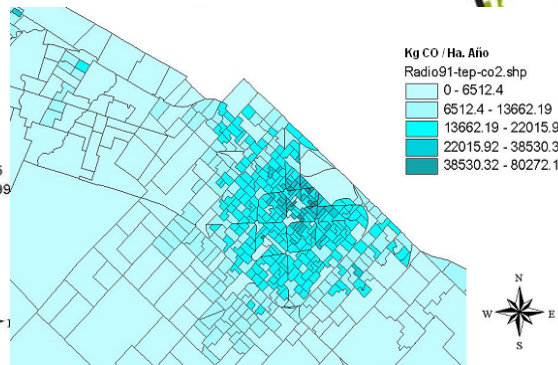 Kg CO / Ha. Año
Radio91-tep-co2.shp
0 - 6512.4
6512.4 - 13662.19
13662.19 - 22015.9
22015.92 - 38530.3
38530.32 - 80272.1
N
W E
S